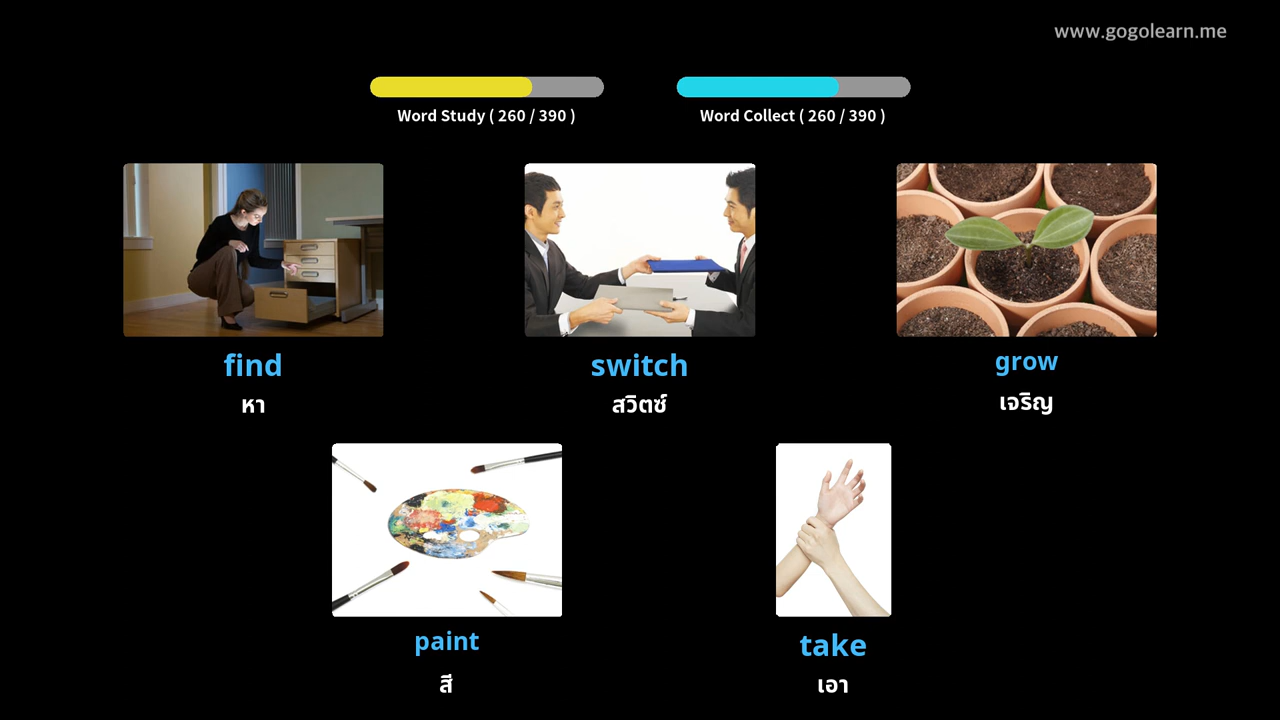 www.gogolearn.me
Word Study ( 260 / 390 )
Word Collect ( 260 / 390 )
find
switch
grow
หา
สวิตซ์
เจริญ
paint
take
สี
เอา